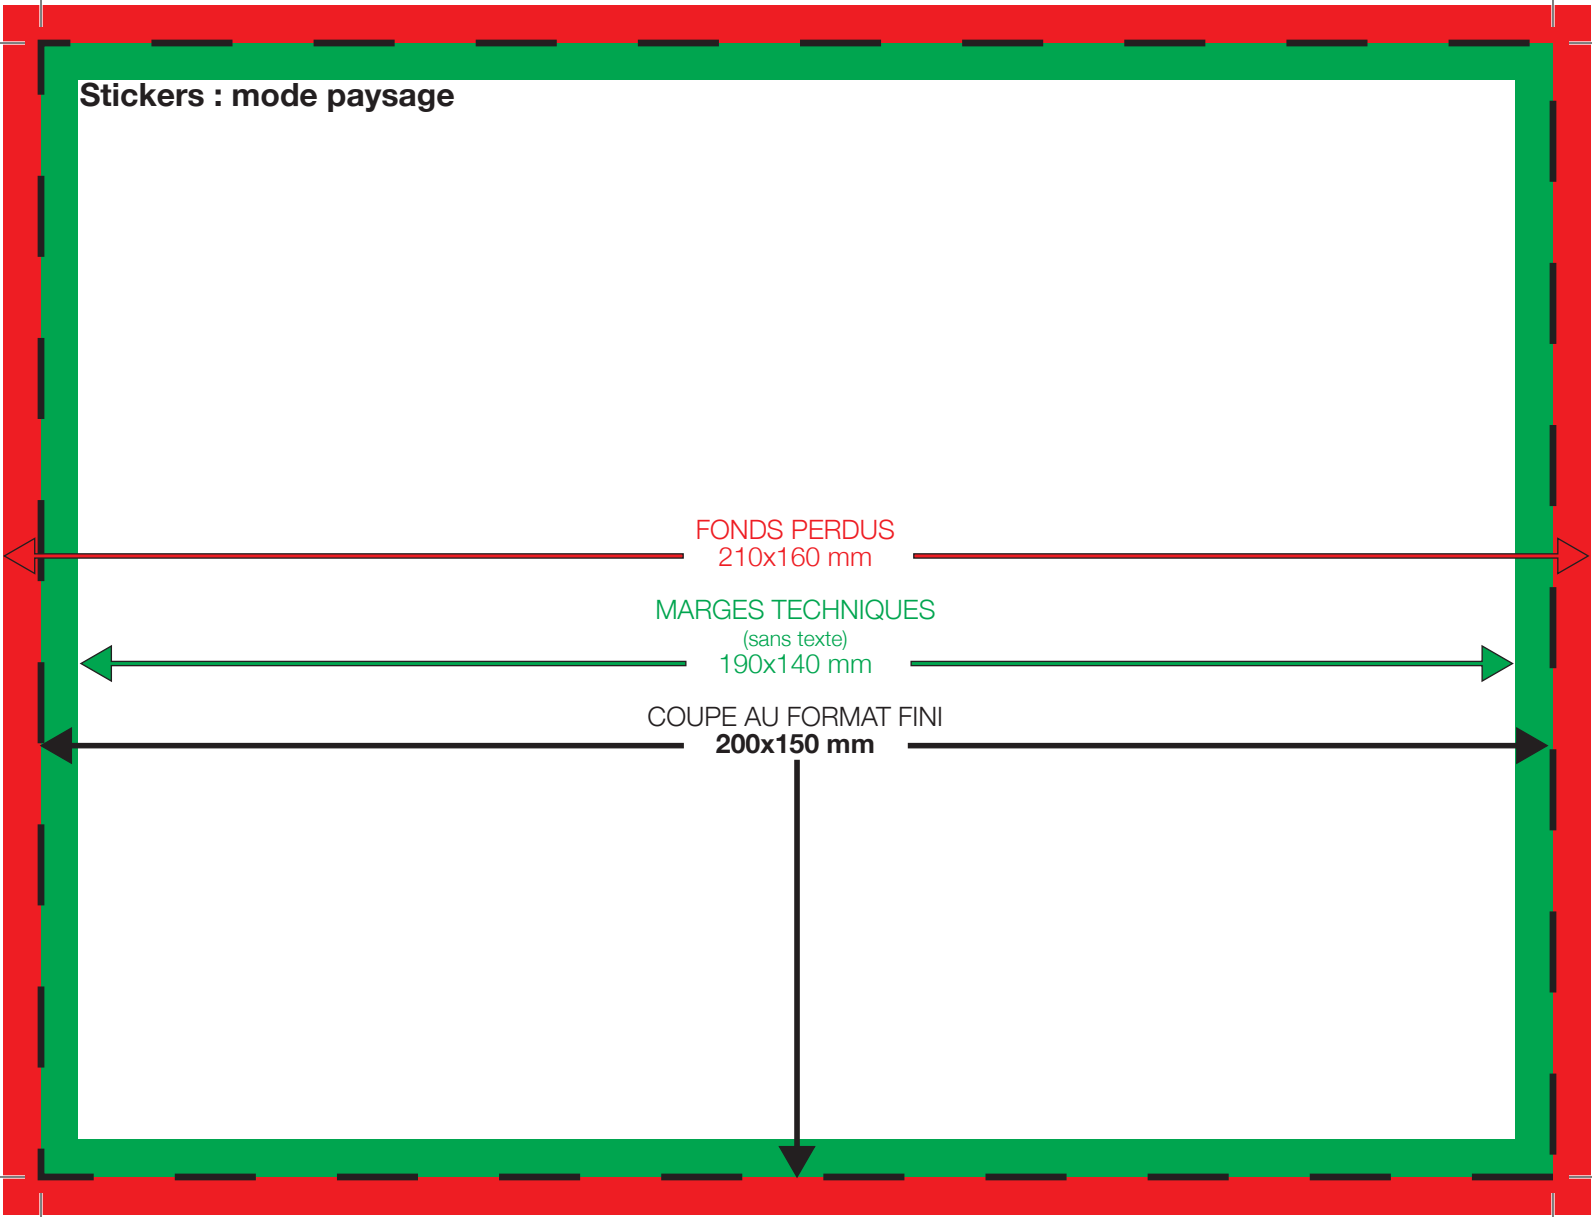 Stickers : mode paysage
FONDS PERDUS
210x160 mm
MARGES TECHNIQUES
(sans texte)
190x140 mm
COUPE AU FORMAT FINI
200x150 mm